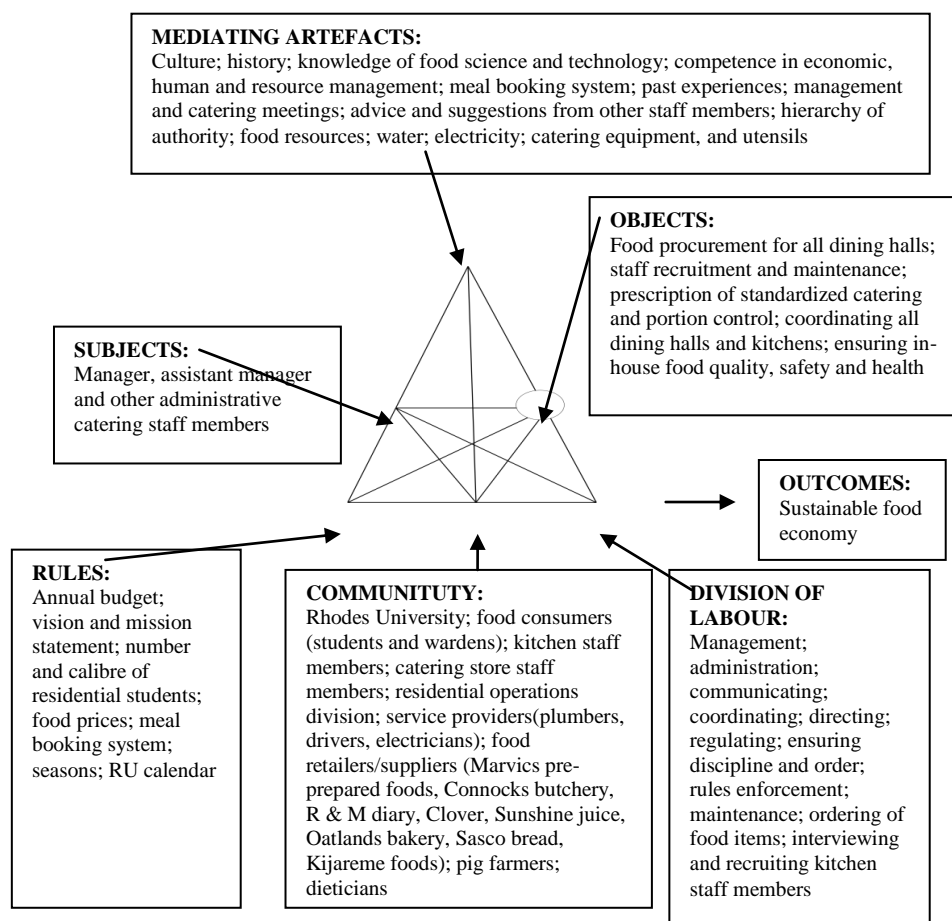 MEDIATING ARTEFACTS:
Culture; history; knowledge of food science and technology; competence in economic,
human and resource management; meal booking system; past experiences; management
and catering meetings; advice and suggestions from other staff members; hierarchy of
authority; food resources; water; electricity; catering equipment, and utensils
OBJECTS:
Food procurement for all dining halls;
staff recruitment and maintenance;
prescription of standardized catering
and portion control; coordinating all
dining halls and kitchens; ensuring in-
house food quality, safety and health
SUBJECTS:
Manager, assistant manager
and other administrative
catering staff members
OUTCOMES:
Sustainable food
economy
RULES:
Annual budget;
vision and mission
statement; number
and calibre of
residential students;
food prices; meal
booking system;
seasons; RU calendar
COMMUNITUTY:
Rhodes University; food consumers
(students and wardens); kitchen staff
members; catering store staff
members; residential operations
division; service providers(plumbers,
drivers, electricians); food
retailers/suppliers (Marvics pre-
prepared foods, Connocks butchery,
R & M diary, Clover, Sunshine juice,
Oatlands bakery, Sasco bread,
Kijareme foods); pig farmers;
dieticians
DIVISION OF
LABOUR:
Management;
administration;
communicating;
coordinating; directing;
regulating; ensuring
discipline and order;
rules enforcement;
maintenance; ordering of
food items; interviewing
and recruiting kitchen
staff members